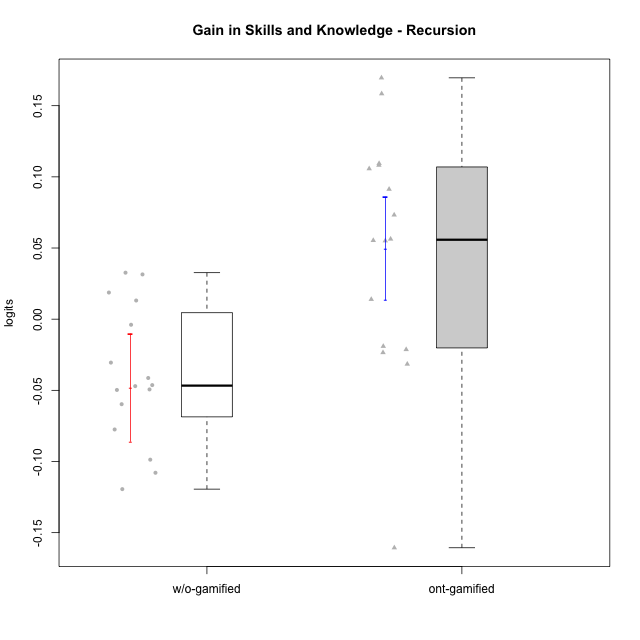 Gain in Skills and Knowledge - Recursion
logits
0.15
0.10
0.05
0.00
-0.05
-0.10
-0.15
w/o-gamified
ont-gamified